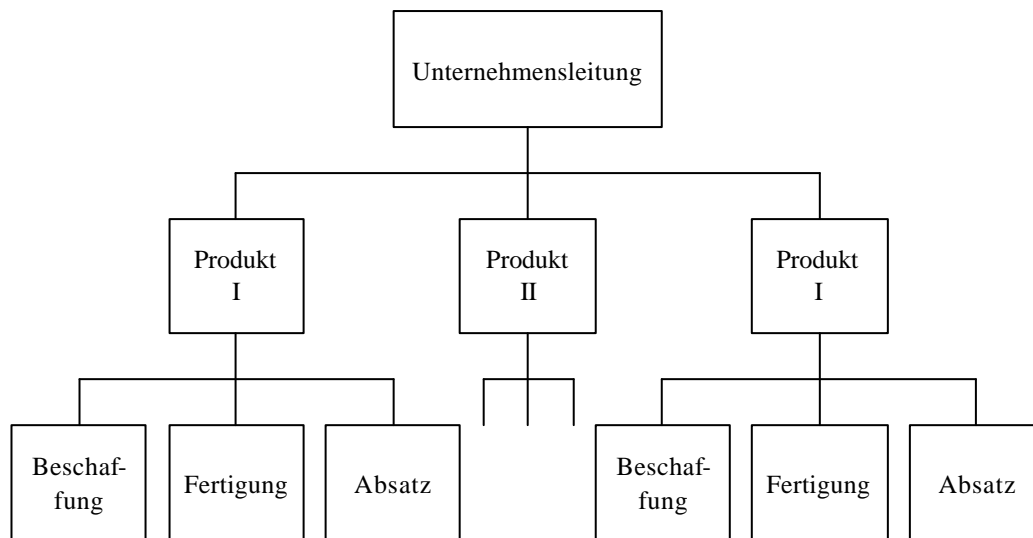 Unternehmensleitung
Produkt
I
Produkt
II
Produkt
I
Beschaf-
fung
Fertigung
Absatz
Beschaf-
fung
Fertigung
Absatz